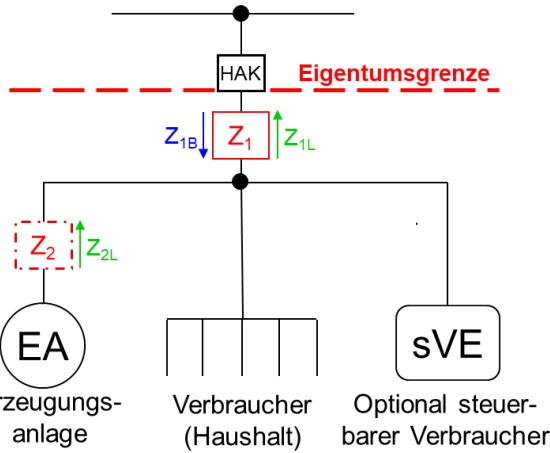 HAK
Eigentumsgrenze
Z1B
Z1
Z1L
Z2
Z2L
EA
sVE
rzeugungs-
anlage
Verbraucher
(Haushalt)
Optional steuer-
barer Verbraucher